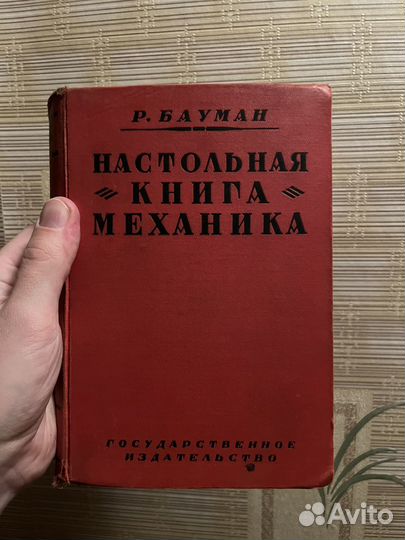 Р. БАУМАН
НАСТОЛЬНАЯ
КНИГА
МЕХАНИКА
ГОСУДАРСТВЕННОЕ
ИЗДАТЕЛЬСТВО
Avito